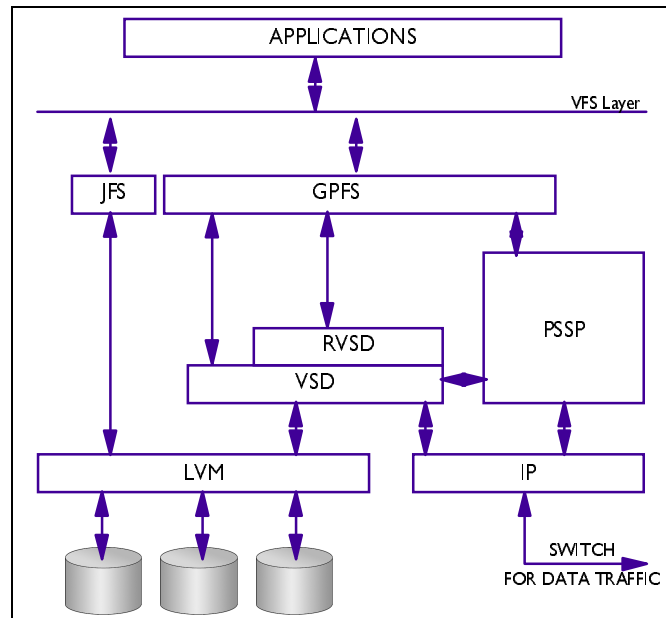 APPLICATIONS
VFS Layer
JFS
GPFS
PSSP
RVSD
VSD
LVM
IP
SWITCH
FOR DATA TRAFFIC